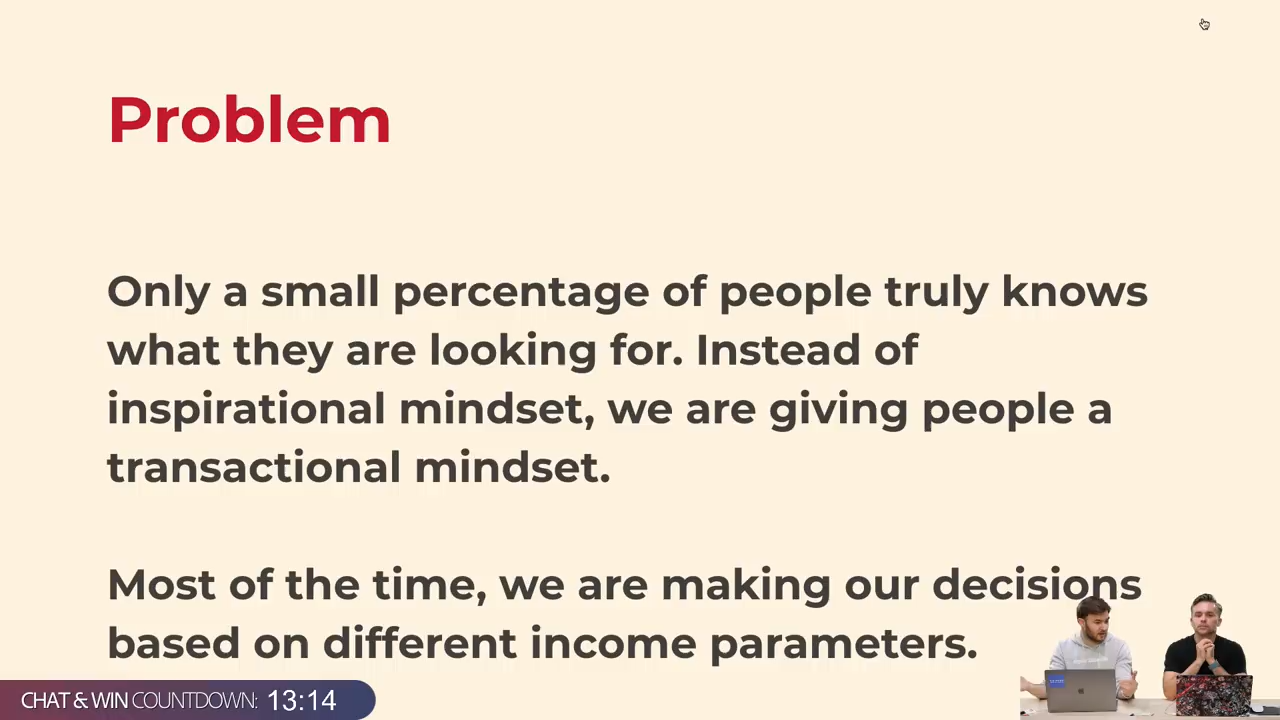 Problem
Only a small percentage of people truly knows
what they are looking for. Instead of
inspirational mindset, we are giving people a
transactional mindset.
Most of the time, we are making our decisions
based on different income parameters.
CHAT & WIN COUNTDOWN: 13:14